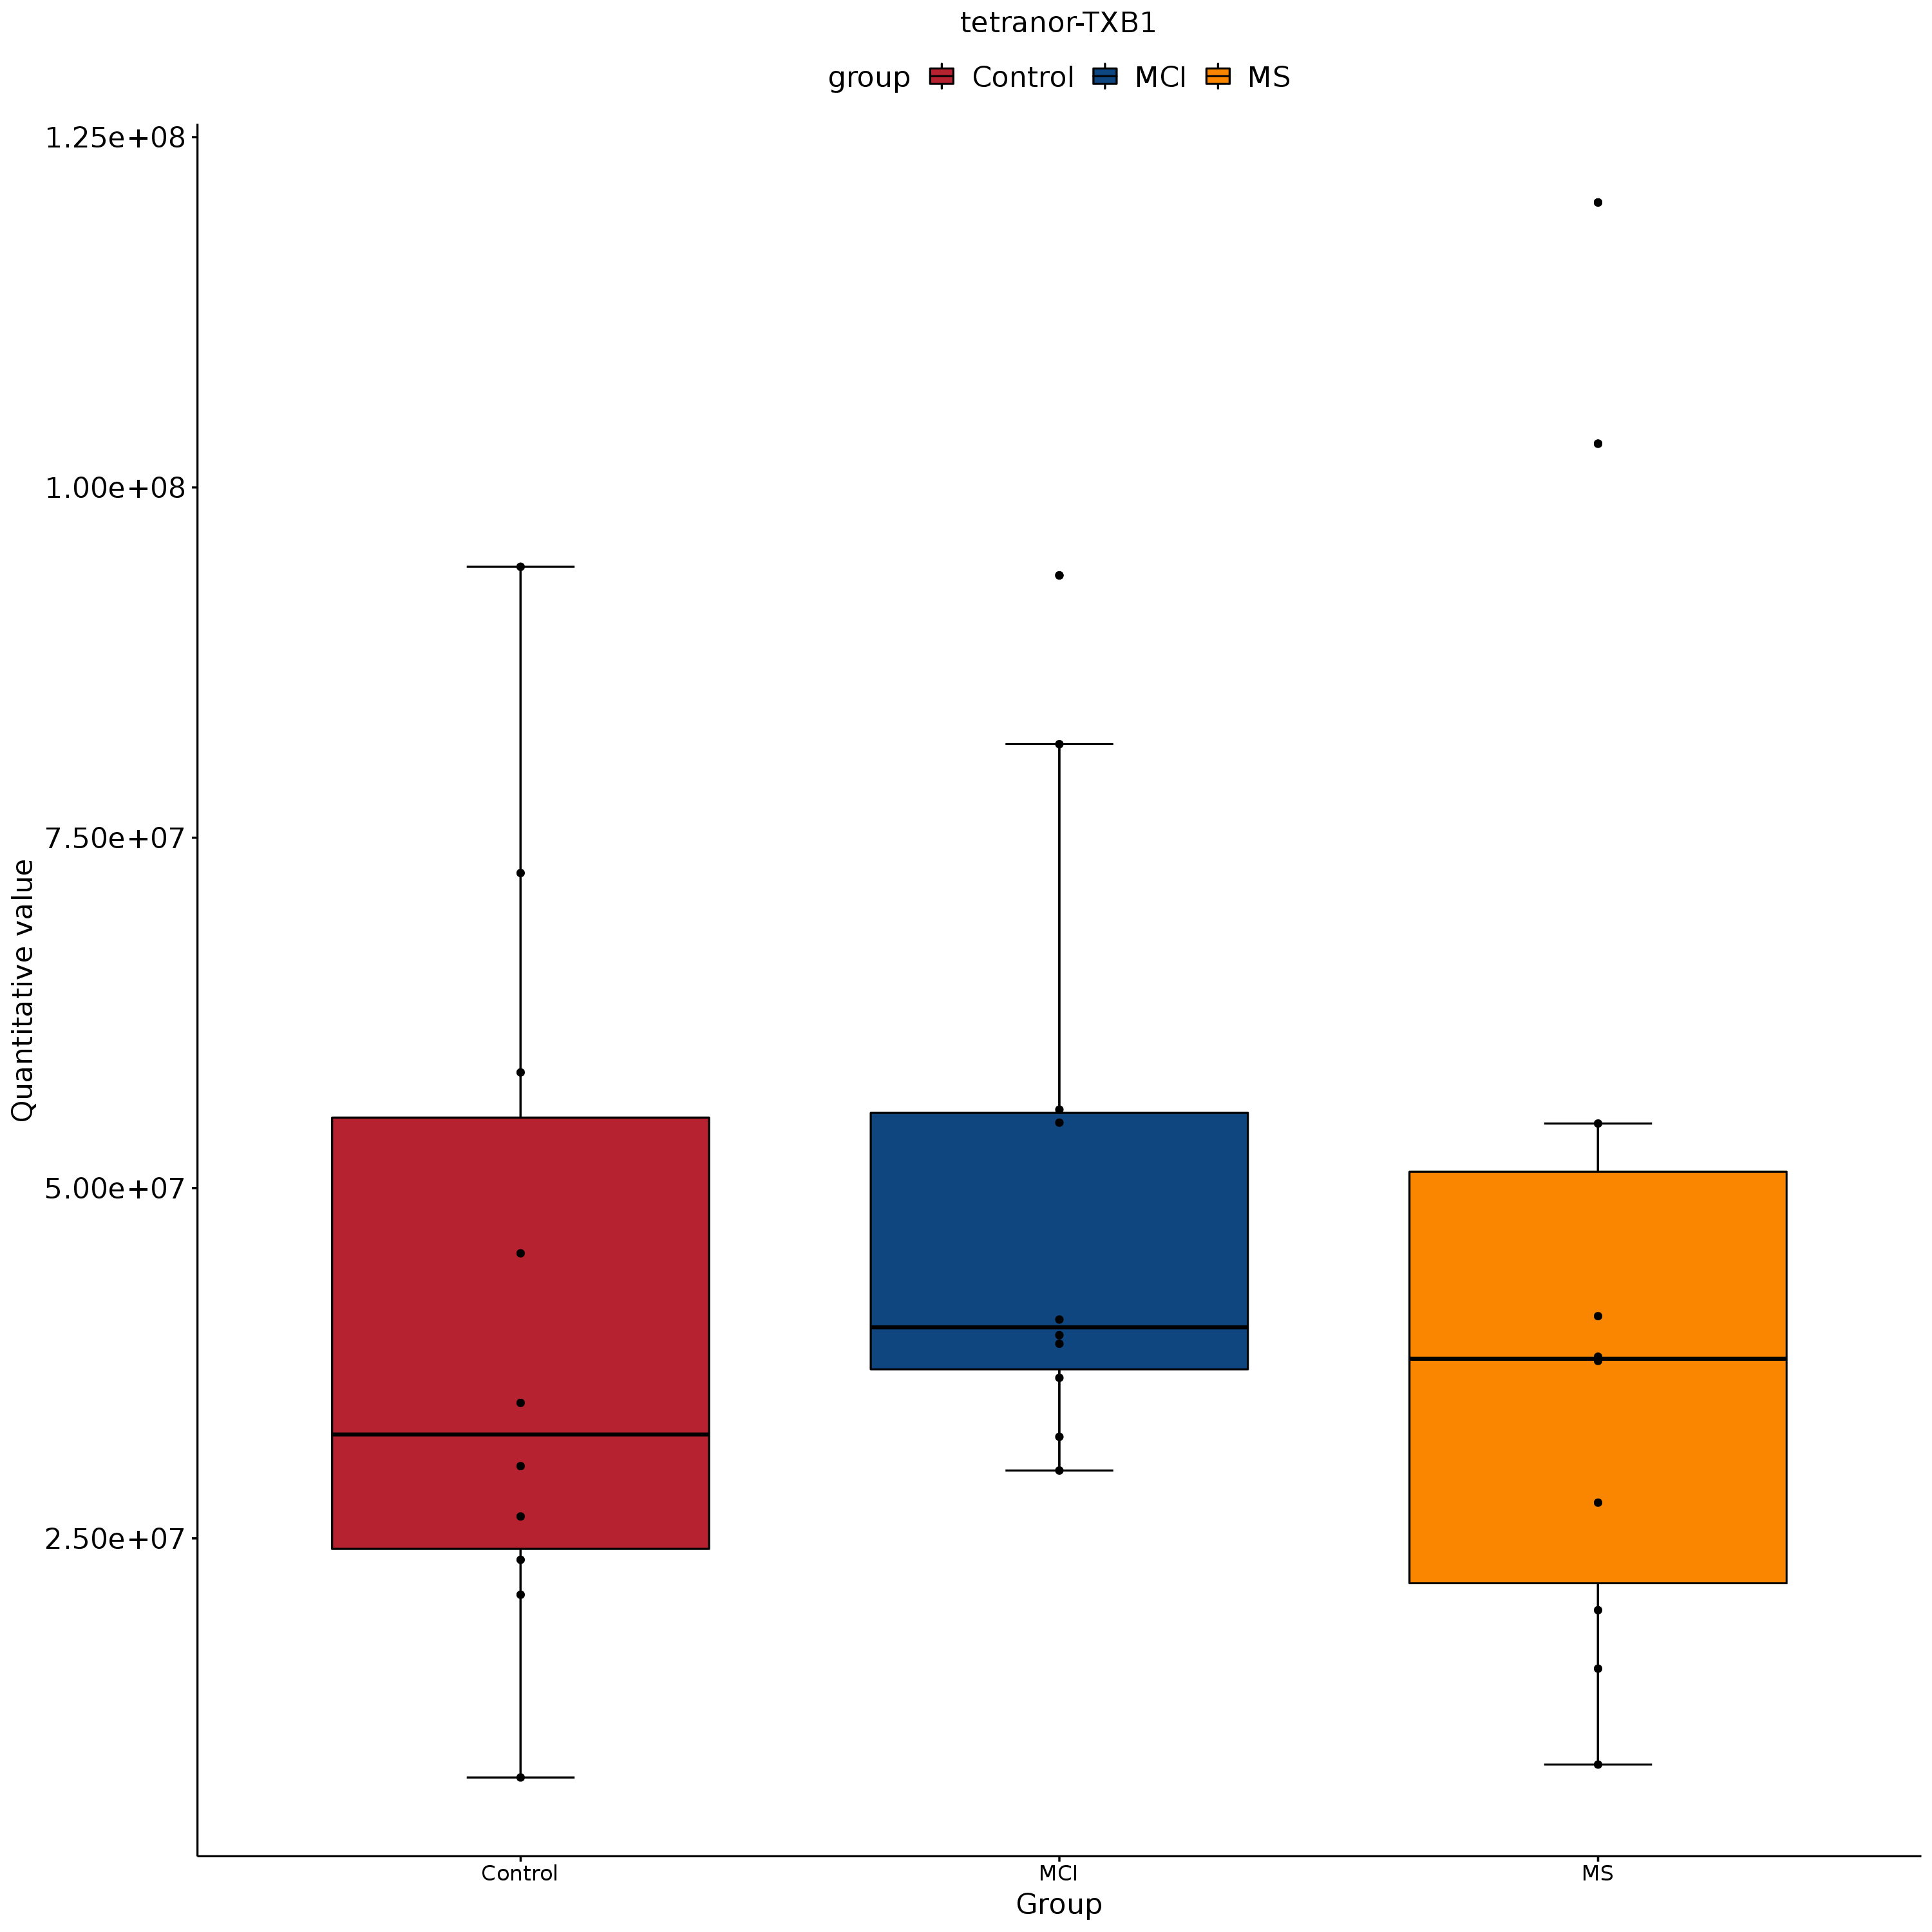 tetranor-TXB1
group Control MCI MS
1.25e+08
1.00e+08
7.50e+07
5.00e+07
2.50e+07
Quantitative value
Control MCI MS
Group